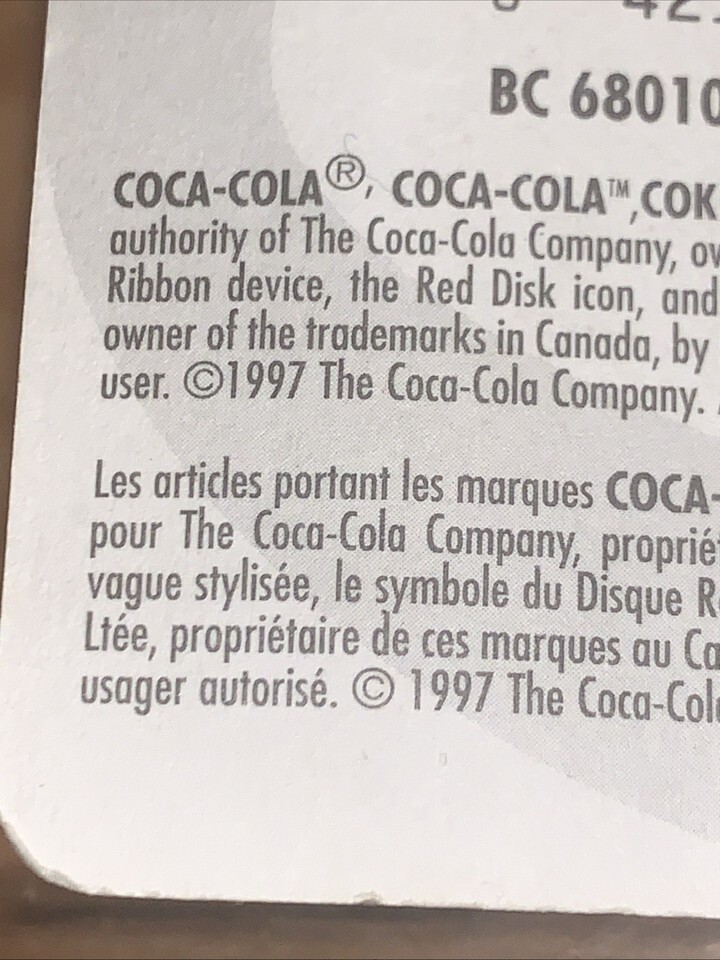 BC 68010
COCA-COLA®, COCA-COLA™,COK
authority of The Coca-Cola Company, ow
Ribbon device, the Red Disk icon, and
owner of the trademarks in Canada, by
user. ©1997 The Coca-Cola Company.
Les articles portant les marques COCA-
pour The Coca-Cola Company, proprié
vague stylisée, le symbole du Disque R
Ltée, propriétaire de ces marques au Ca
usager autorisé. © 1997 The Coca-Col